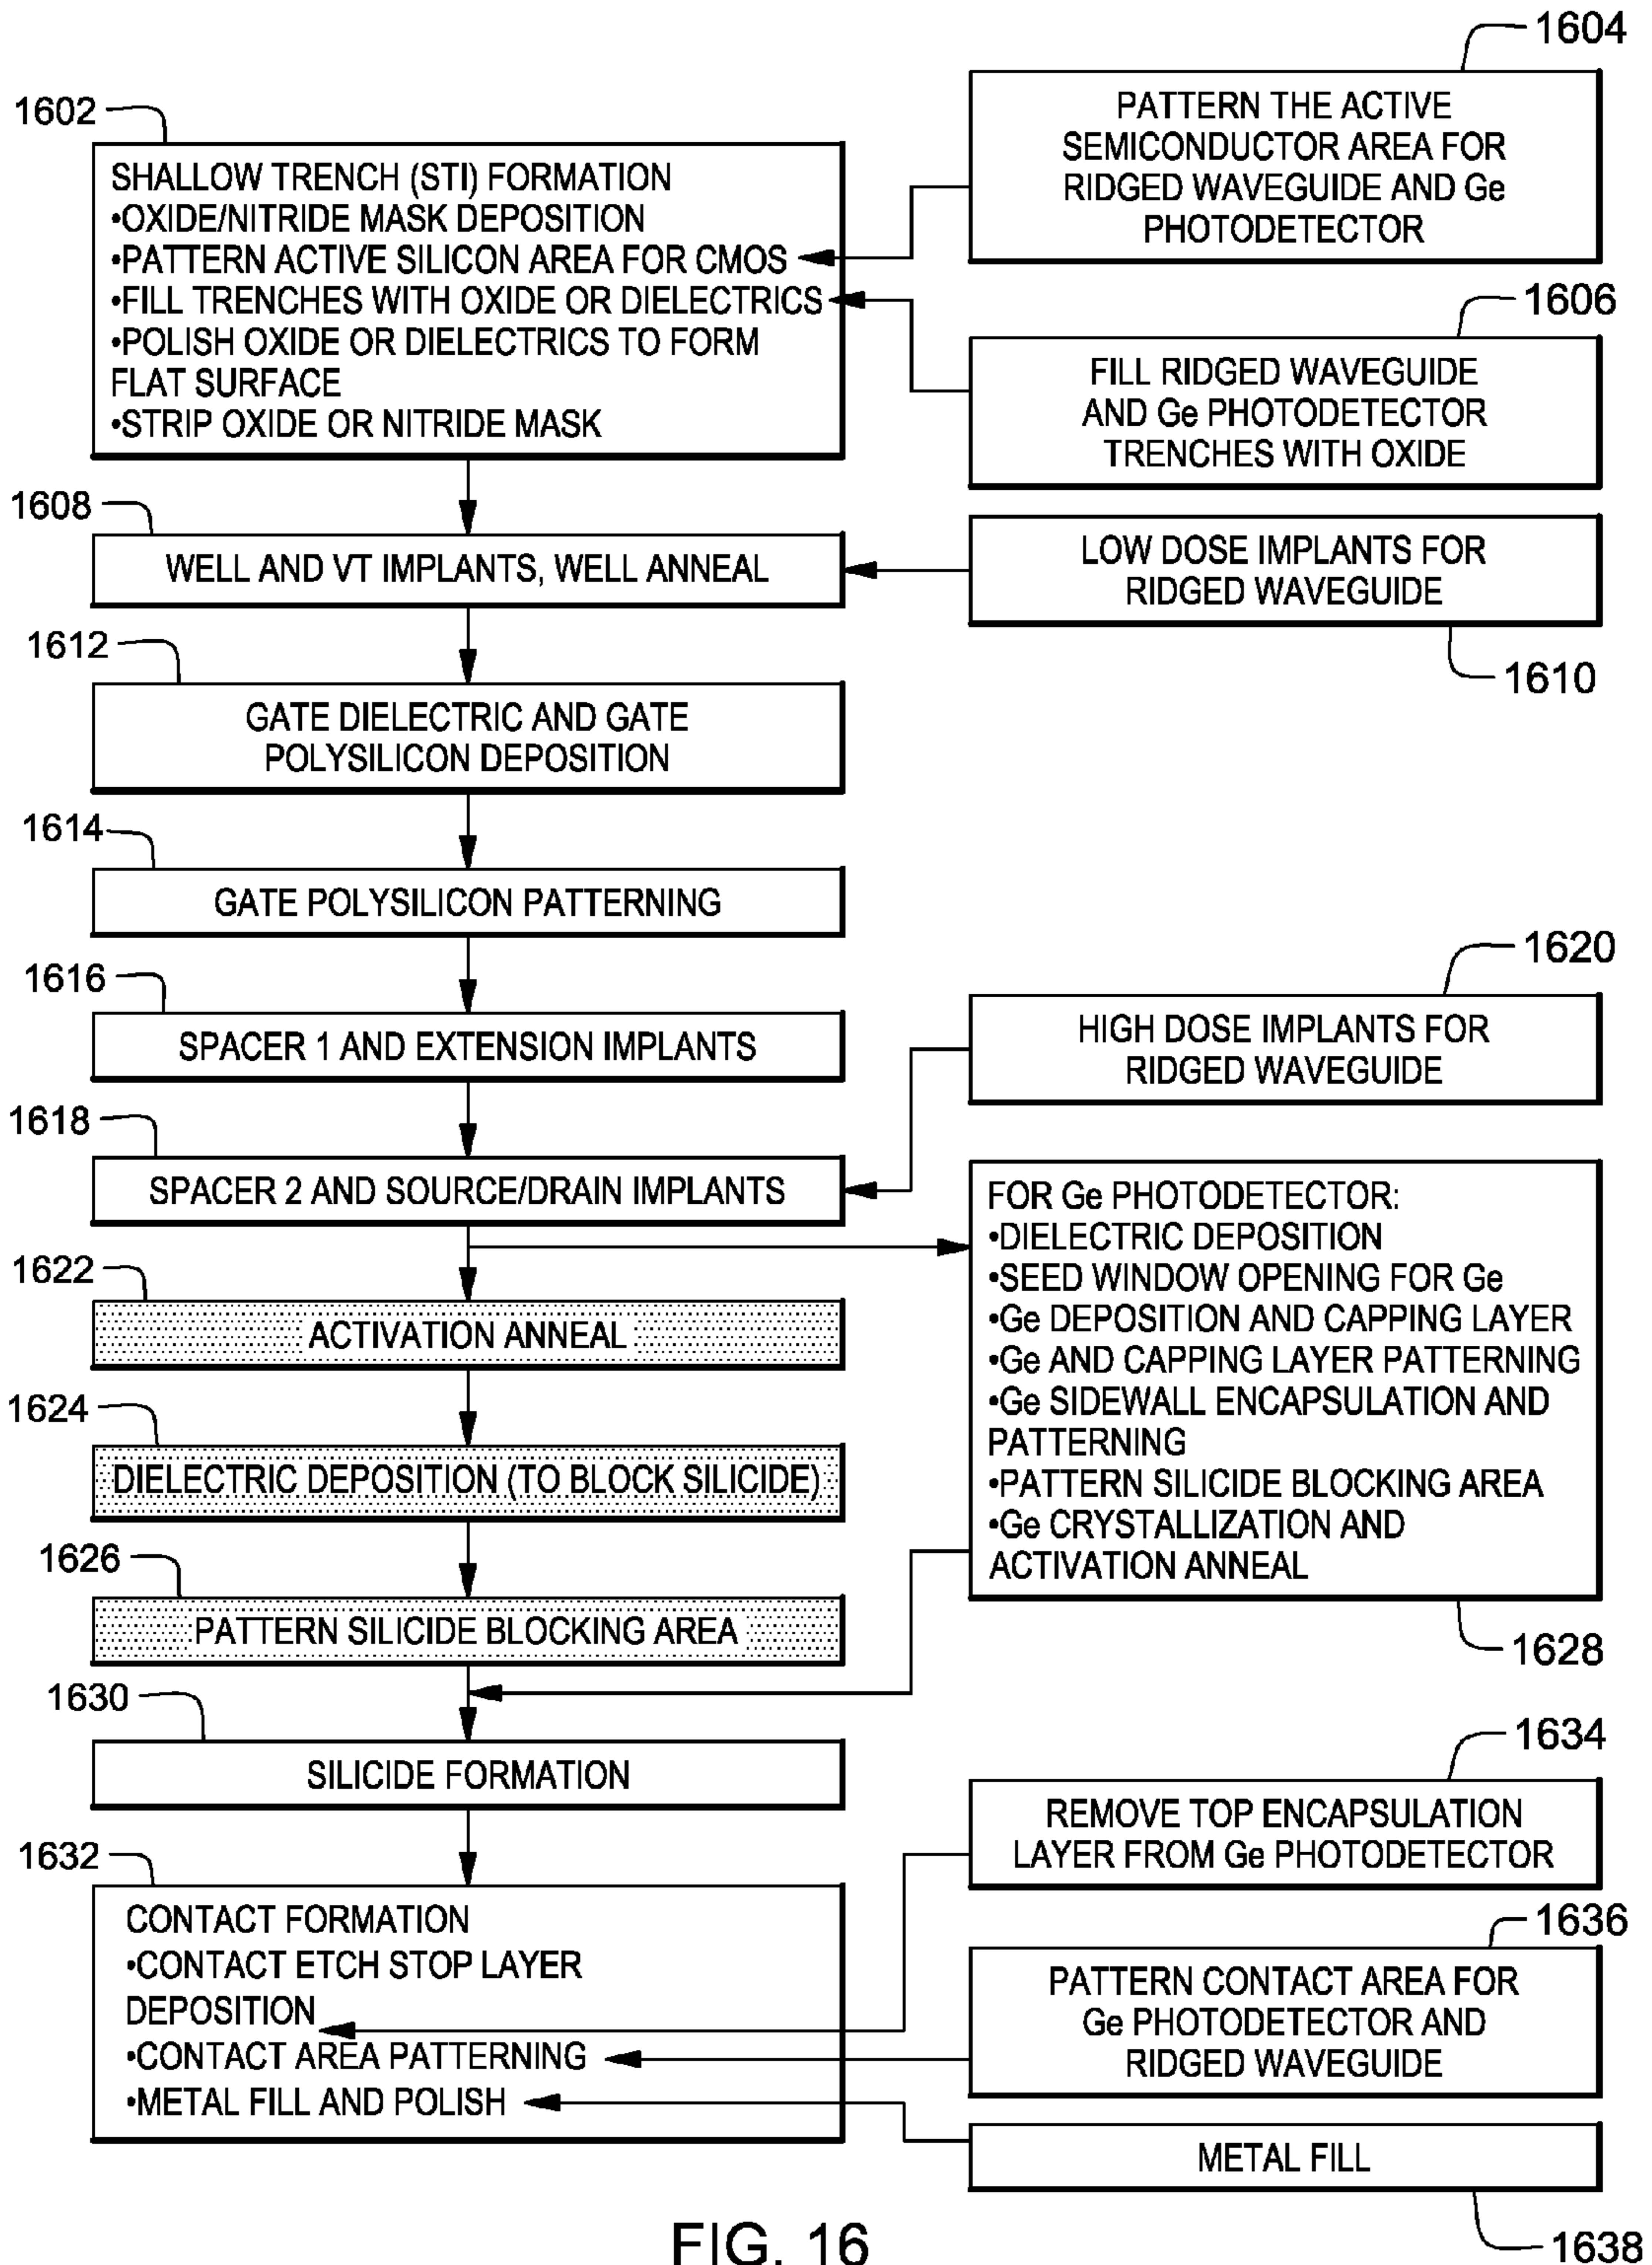 1604
PATTERN THE ACTIVE
SEMICONDUCTOR AREA FOR
RIDGED WAVEGUIDE AND Ge
PHOTODETECTOR
1602
SHALLOW TRENCH (STI) FORMATION
•OXIDE/NITRIDE MASK DEPOSITION
•PATTERN ACTIVE SILICON AREA FOR CMOS
•FILL TRENCHES WITH OXIDE OR DIELECTRICS
•POLISH OXIDE OR DIELECTRICS TO FORM
FLAT SURFACE
•STRIP OXIDE OR NITRIDE MASK
1606
FILL RIDGED WAVEGUIDE
AND Ge PHOTODETECTOR
TRENCHES WITH OXIDE
1608
WELL AND VT IMPLANTS, WELL ANNEAL
LOW DOSE IMPLANTS FOR
RIDGED WAVEGUIDE
1610
1612
GATE DIELECTRIC AND GATE
POLYSILICON DEPOSITION
1614
GATE POLYSILICON PATTERNING
1616
SPACER 1 AND EXTENSION IMPLANTS
1620
HIGH DOSE IMPLANTS FOR
RIDGED WAVEGUIDE
1618
SPACER 2 AND SOURCE/DRAIN IMPLANTS
1622
ACTIVATION ANNEAL
1624
DIELECTRIC DEPOSITION (TO BLOCK SILICIDE)
1626
PATTERN SILICIDE BLOCKING AREA
FOR Ge PHOTODETECTOR:
•DIELECTRIC DEPOSITION
•SEED WINDOW OPENING FOR Ge
•Ge DEPOSITION AND CAPPING LAYER
•Ge AND CAPPING LAYER PATTERNING
•Ge SIDEWALL ENCAPSULATION AND
PATTERNING
•PATTERN SILICIDE BLOCKING AREA
•Ge CRYSTALLIZATION AND
ACTIVATION ANNEAL
1628
1630
SILICIDE FORMATION
1634
REMOVE TOP ENCAPSULATION
LAYER FROM Ge PHOTODETECTOR
1632
CONTACT FORMATION
•CONTACT ETCH STOP LAYER
DEPOSITION
•CONTACT AREA PATTERNING
•METAL FILL AND POLISH
1636
PATTERN CONTACT AREA FOR
Ge PHOTODETECTOR AND
RIDGED WAVEGUIDE
METAL FILL
1638
FIG. 16